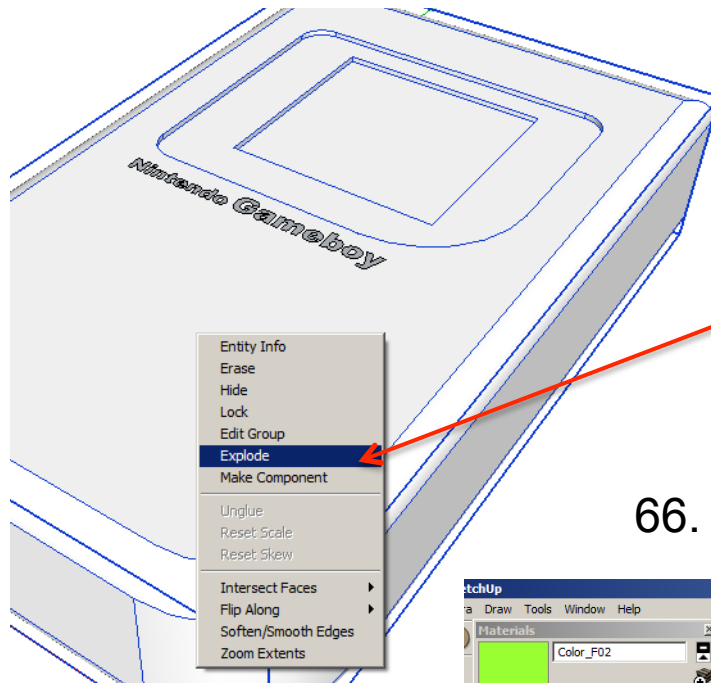 Nintendo Gameboy
Entity Info
Erase
Hide
Lock
Edit Group
Explode
Make Component
Unglue
Reset Scale
Reset Skew
Intersect Faces
Flip Along
Soften/Smooth Edges
Zoom Extents
66.
etchUp
a Draw Tools Window Help
Materials
Color_F02